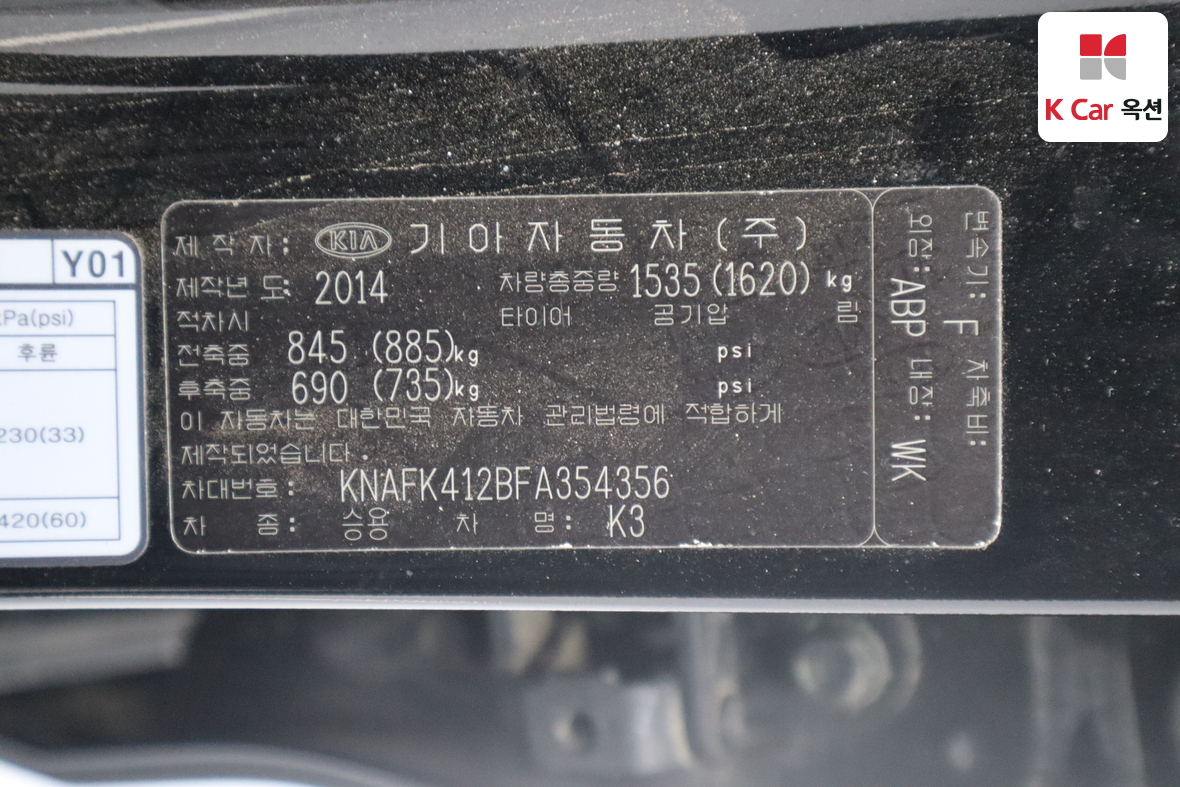 K Car 옥션
Y01
kPa(psi)
후륜
230(33)
420(60)
제 작 자 : KIA 기 아 자 동 차 ( 주 )
제작년 도: 2014 차량총중량 1535 (1620) kg
적차시 타이어 공기압 림
전축중 845 (885)kg psi
후축중 690 (735)kg psi
이 자동차는 대한민국 자동차 관리법령에 적합하게
제작되었습니다.
차대번호 : KNAFK412BFA354356
차 종 : 승용 차 명 : K3
변속기: F 차축비:
외장: ABP 내장: WK